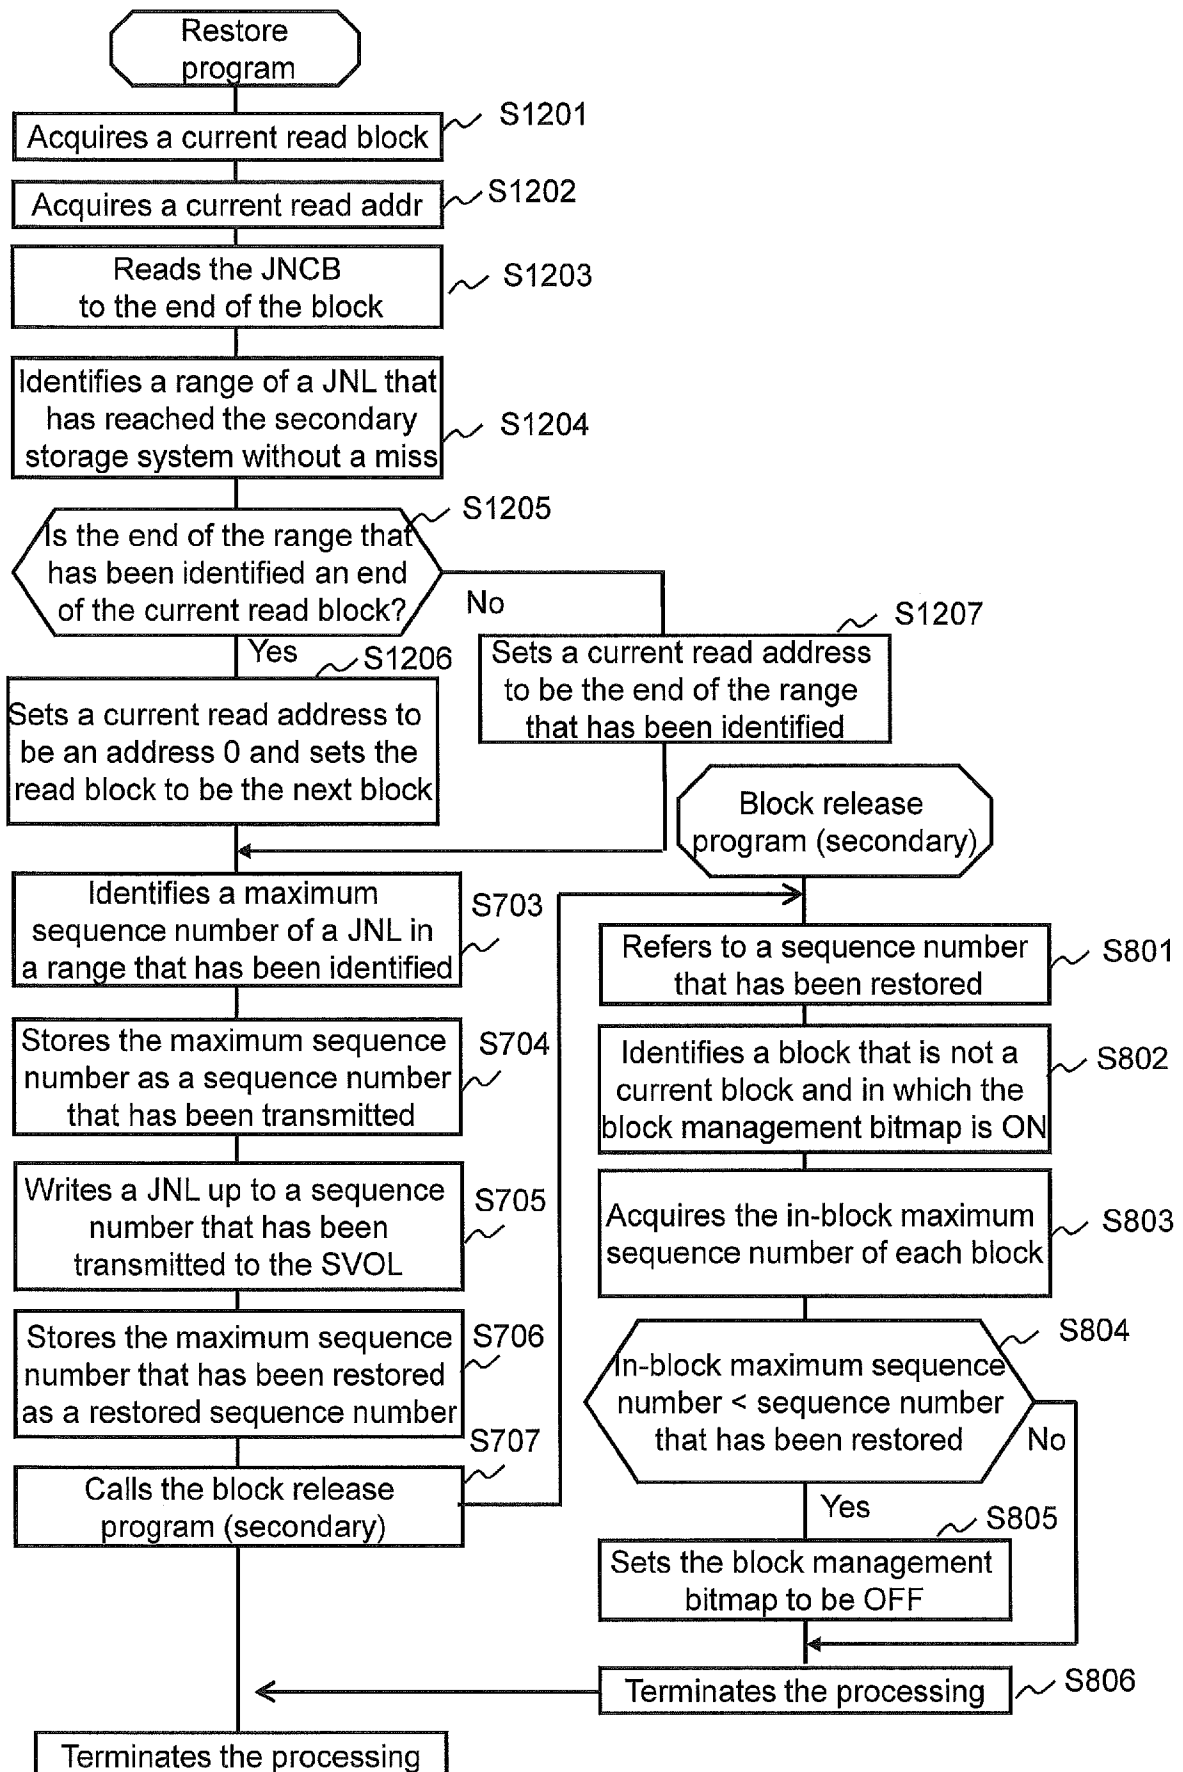 Restore
program
S1201
Acquires a current read block
S1202
Acquires a current read addr
S1203
Reads the JNCB
to the end of the block
S1204
Identifies a range of a JNL that
has reached the secondary
storage system without a miss
S1205
Is the end of the range that
has been identified an end
of the current read block?
No
Yes
S1206
Sets a current read address to
be an address 0 and sets the
read block to be the next block
S1207
Sets a current read address
to be the end of the range
that has been identified
S703
Identifies a maximum
sequence number of a JNL in
a range that has been identified
S704
Stores the maximum sequence
number as a sequence number
that has been transmitted
S705
Writes a JNL up to a sequence
number that has been
transmitted to the SVOL
S706
Stores the maximum sequence
number that has been restored
as a restored sequence number
S707
Calls the block release
program (secondary)
Block release
program (secondary)
S801
Refers to a sequence number
that has been restored
S802
Identifies a block that is not a
current block and in which the
block management bitmap is ON
S803
Acquires the in-block maximum
sequence number of each block
S804
In-block maximum sequence
number < sequence number
that has been restored
No
Yes
S805
Sets the block management
bitmap to be OFF
S806
Terminates the processing
Terminates the processing